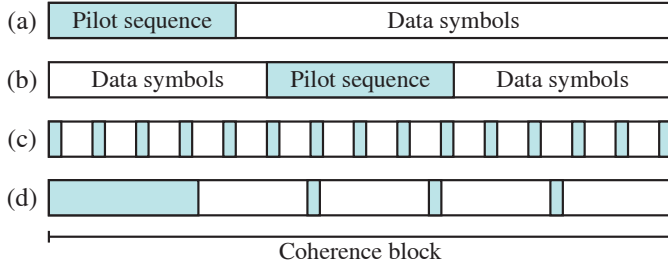 (a) Pilot sequence Data symbols
(b) Data symbols Pilot sequence Data symbols
(c)
(d)
Coherence block